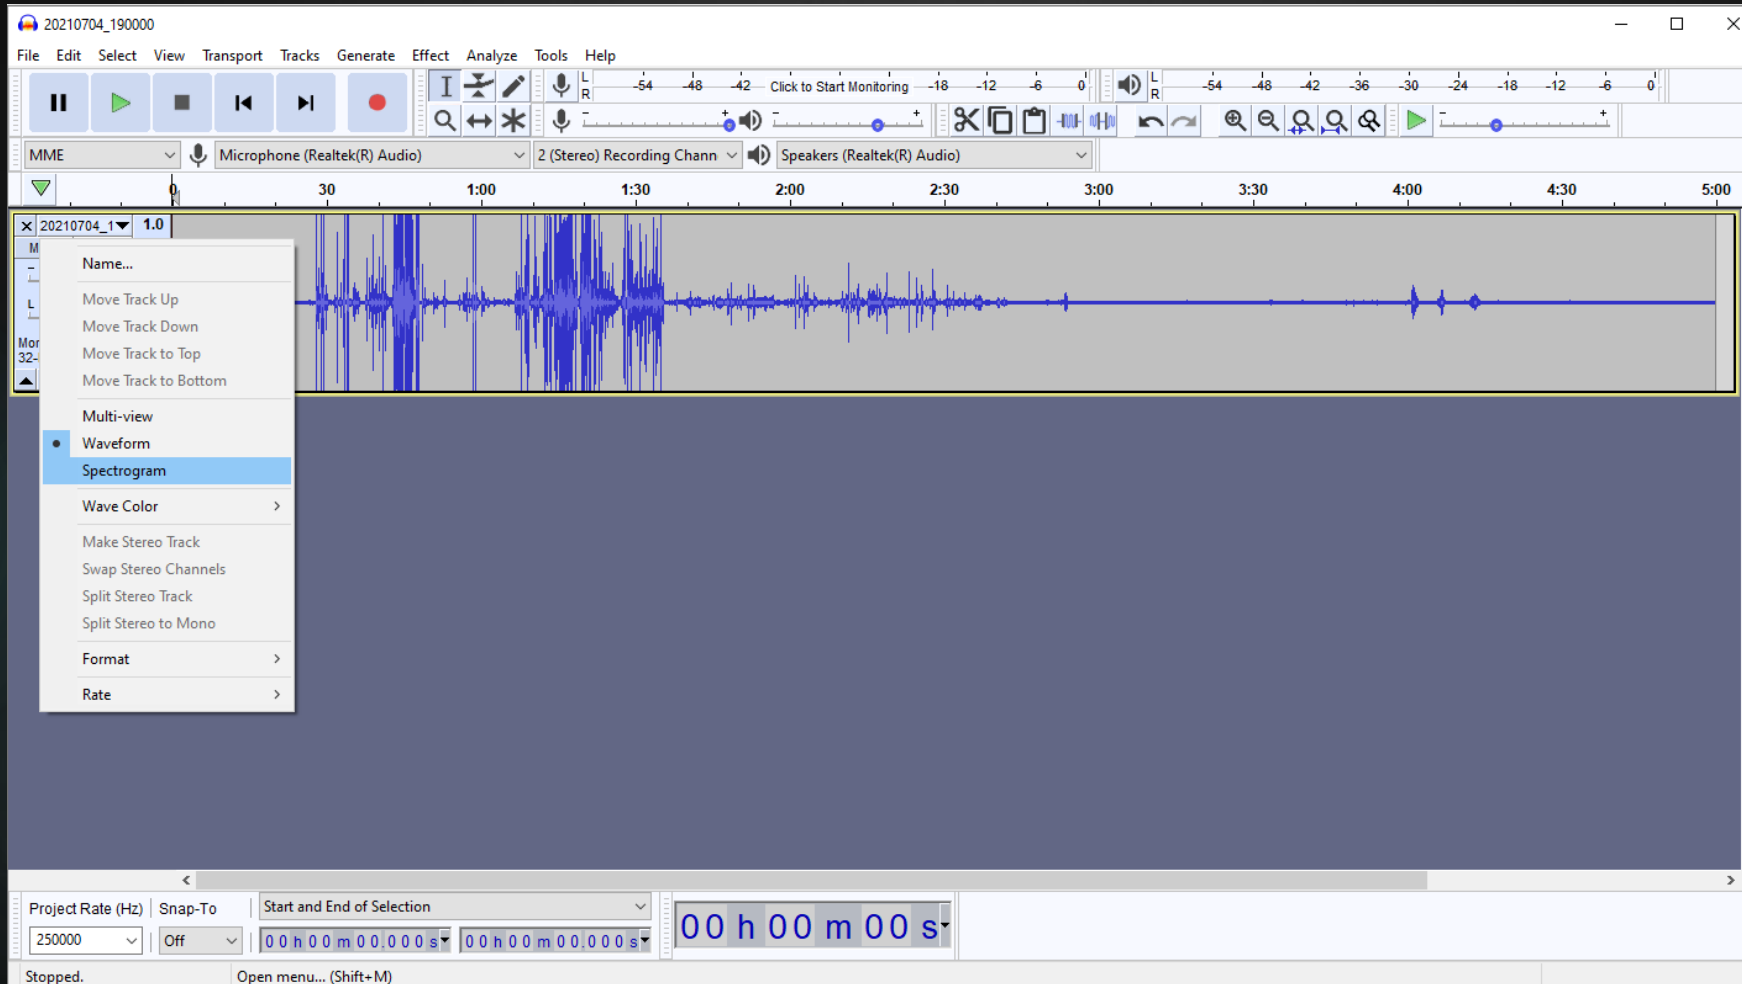 20210704_190000
File Edit Select View Transport Tracks Generate Effect Analyze Tools Help
L R -54 -48 -42 Click to Start Monitoring -18 -12 -6 0
L R -54 -48 -42 -36 -30 -24 -18 -12 -6 0
- + - + - +
MME Microphone (Realtek(R) Audio) 2 (Stereo) Recording Chann Speakers (Realtek(R) Audio)
0 30 1:00 1:30 2:00 2:30 3:00 3:30 4:00 4:30 5:00
20210704_1 1.0
M
Name...
L
Move Track Up
Move Track Down
Mor
32-
Move Track to Top
Move Track to Bottom
Multi-view
Waveform
Spectrogram
Wave Color
Make Stereo Track
Swap Stereo Channels
Split Stereo Track
Split Stereo to Mono
Format
Rate
Project Rate (Hz) Snap-To Start and End of Selection
250000 Off 00 h 00 m 00.000 s 00 h 00 m 00.000 s 00 h 00 m 00 s
Stopped. Open menu... (Shift+M)